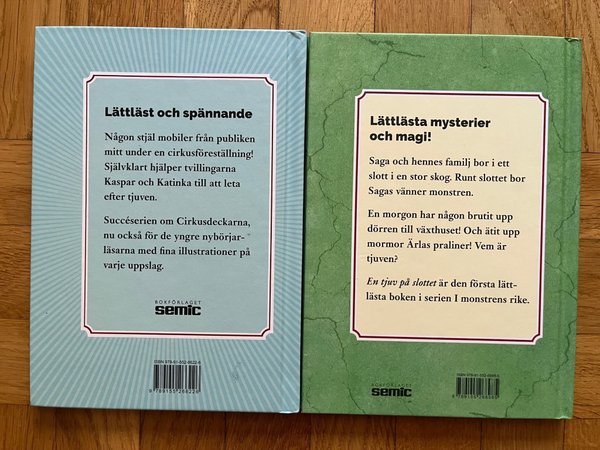 Lättläst och spännande
Någon stjäl mobiler från publiken
mitt under en cirkusföreställning!
Självklart hjälper tvillingarna
Kaspar och Katinka till att leta
efter tjuven.
Succéserien om Cirkusdeckarna,
nu också för de yngre nybörjar-
läsarna med fina illustrationer på
varje uppslag.
BOKFÖRLAGET
semic
9 789155 266226
Lättlästa mysterier
och magi!
Saga och hennes familj bor i ett
slott i en stor skog. Runt slottet bor
Sagas vänner monstren.
En morgon har någon brutit upp
dörren till växthuset! Och ätit upp
mormor Ärlas praliner! Vem är
tjuven?
En tjuv på slottet är den första lätt-
lästa boken i serien I monstrens rike.
BOKFÖRLAGET
semic